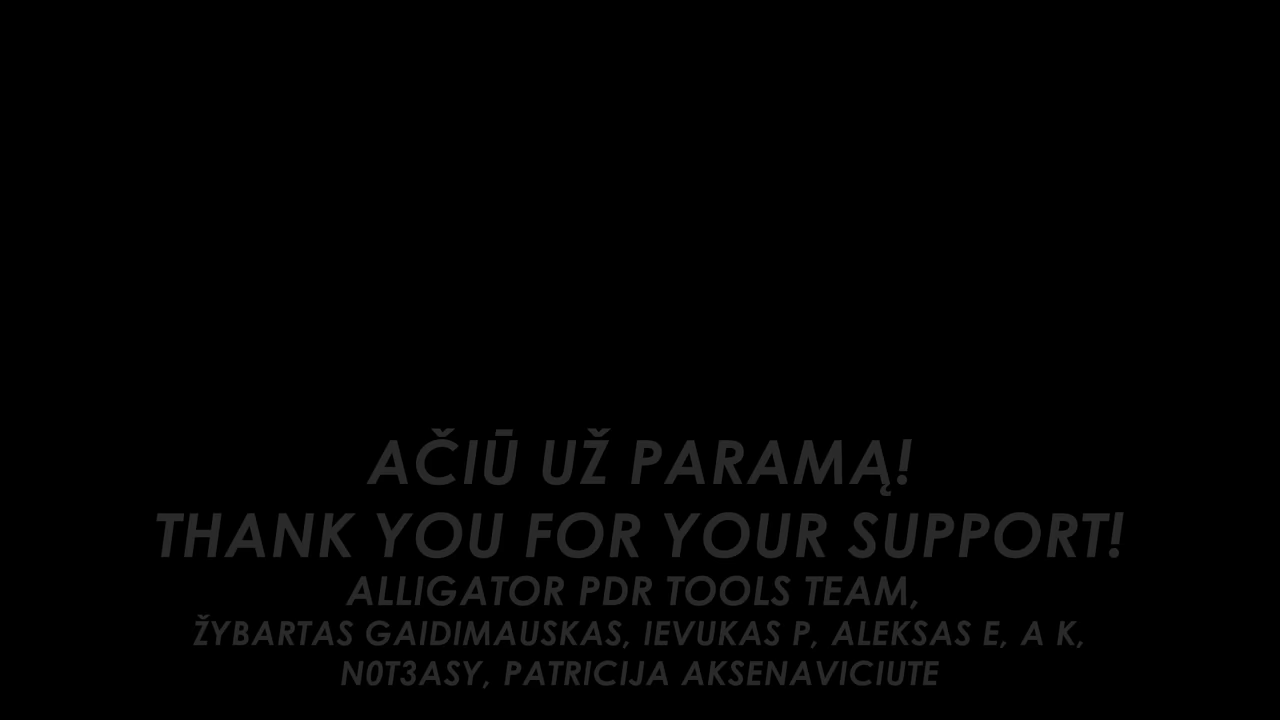 AČIŪ UŽ PARAMĄ!
THANK YOU FOR YOUR SUPPORT!
ALLIGATOR PDR TOOLS TEAM,
ŽYBARTAS GAIDIMAUSKAS, IEVUKAS P, ALEKSAS E, A K,
N0T3ASY, PATRICIJA AKSENAVICIUTE